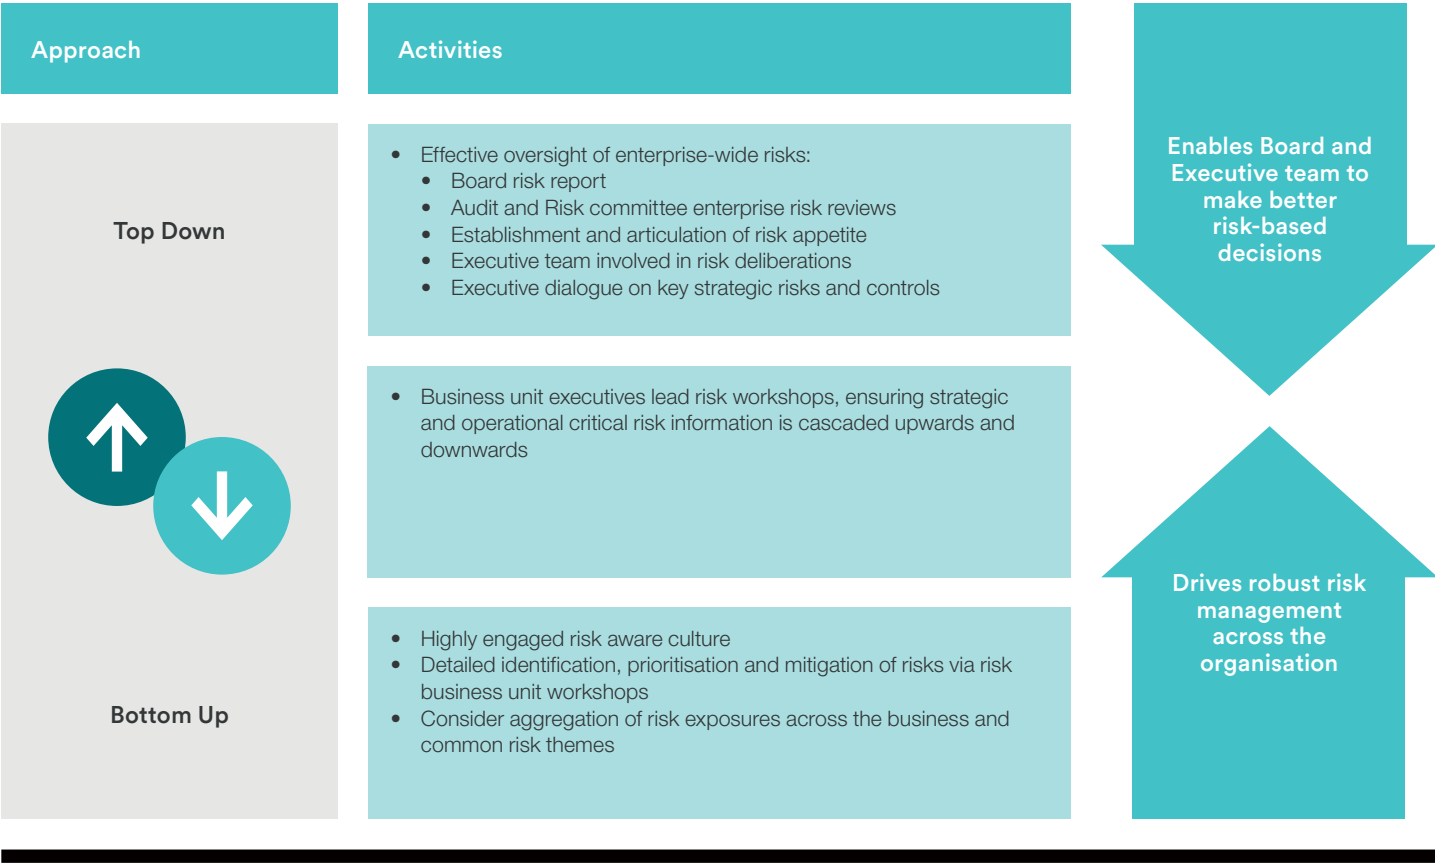 Approach
Activities
Top Down
• Effective oversight of enterprise-wide risks:
• Board risk report
• Audit and Risk committee enterprise risk reviews
• Establishment and articulation of risk appetite
• Executive team involved in risk deliberations
• Executive dialogue on key strategic risks and controls
Enables Board and
Executive team to
make better
risk-based
decisions
• Business unit executives lead risk workshops, ensuring strategic
and operational critical risk information is cascaded upwards and
downwards
Bottom Up
• Highly engaged risk aware culture
• Detailed identification, prioritisation and mitigation of risks via risk
business unit workshops
• Consider aggregation of risk exposures across the business and
common risk themes
Drives robust risk
management
across the
organisation